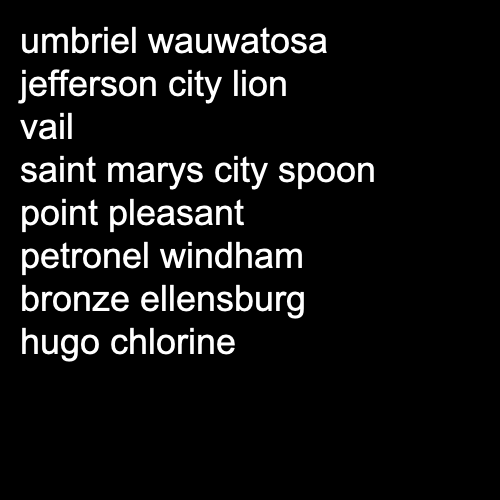 umbriel wauwatosa
jefferson city lion
vail
saint marys city spoon
point pleasant
petronel windham
bronze ellensburg
hugo chlorine